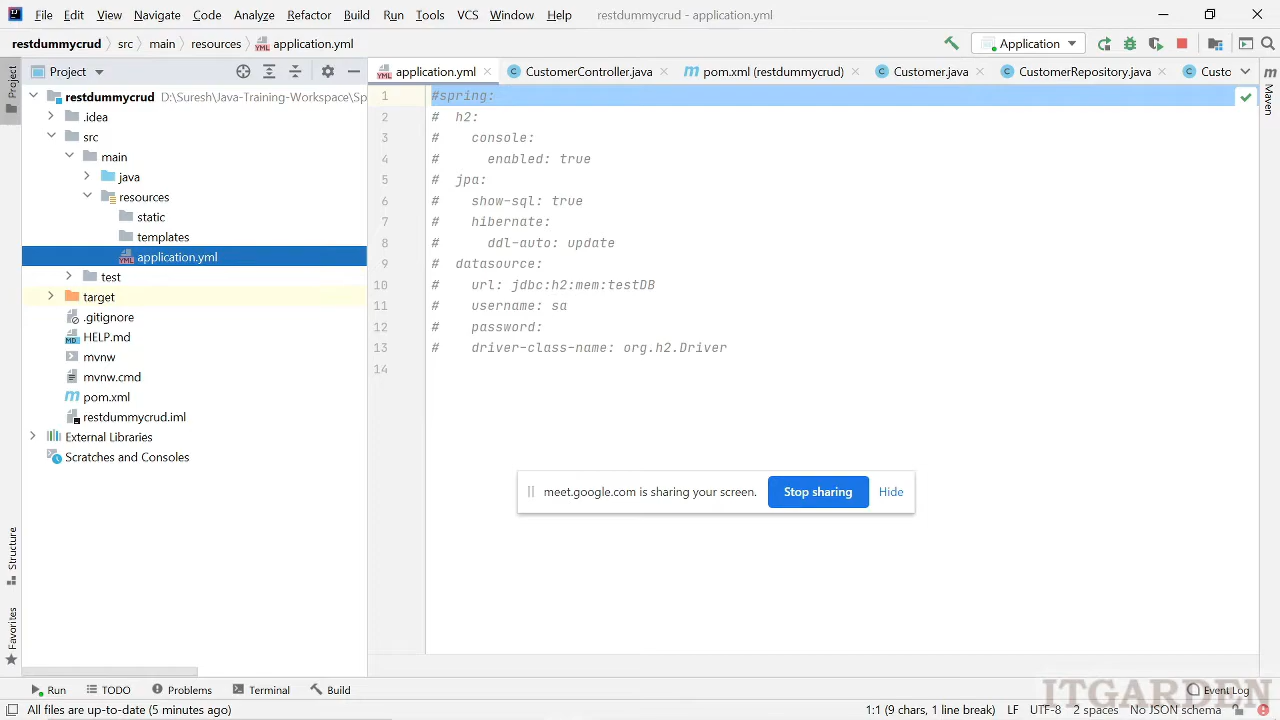 File Edit View Navigate Code Analyze Refactor Build Run Tools VCS Window Help restdummycrud - application.yml
restdummycrud src main resources application.yml Application
Project
Project
application.yml CustomerController.java pom.xml (restdummycrud) Customer.java CustomerRepository.java Custo
Maven
restdummycrud D:\Suresh\Java-Training-Workspace\Sp
.idea
src
main
java
resources
static
templates
application.yml
test
target
.gitignore
HELP.md
mvnw
mvnw.cmd
pom.xml
restdummycrud.iml
External Libraries
Scratches and Consoles
1 #spring:
2 #  h2:
3 #    console:
4 #      enabled: true
5 #  jpa:
6 #    show-sql: true
7 #    hibernate:
8 #      ddl-auto: update
9 #  datasource:
10 #    url: jdbc:h2:mem:testDB
11 #    username: sa
12 #    password:
13 #    driver-class-name: org.h2.Driver
14
meet.google.com is sharing your screen. Stop sharing Hide
Structure
Favorites
Run TODO Problems Terminal Build Event Log
ITGARDEN
All files are up-to-date (5 minutes ago) 1:1 (9 chars, 1 line break) LF UTF-8 2 spaces No JSON schema